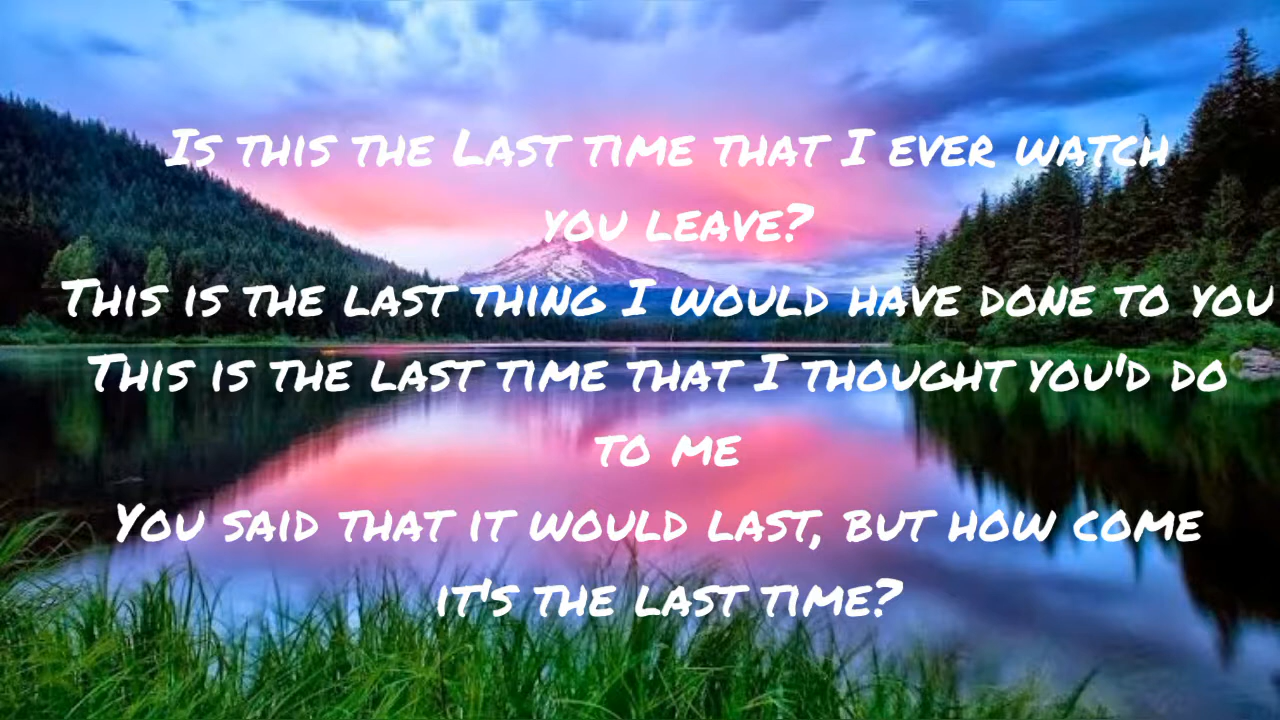 Is this the Last time that I ever watch
you leave?
This is the last thing I would have done to you
This is the last time that I thought you'd do
to me
You said that it would last, but how come
it's the last time?